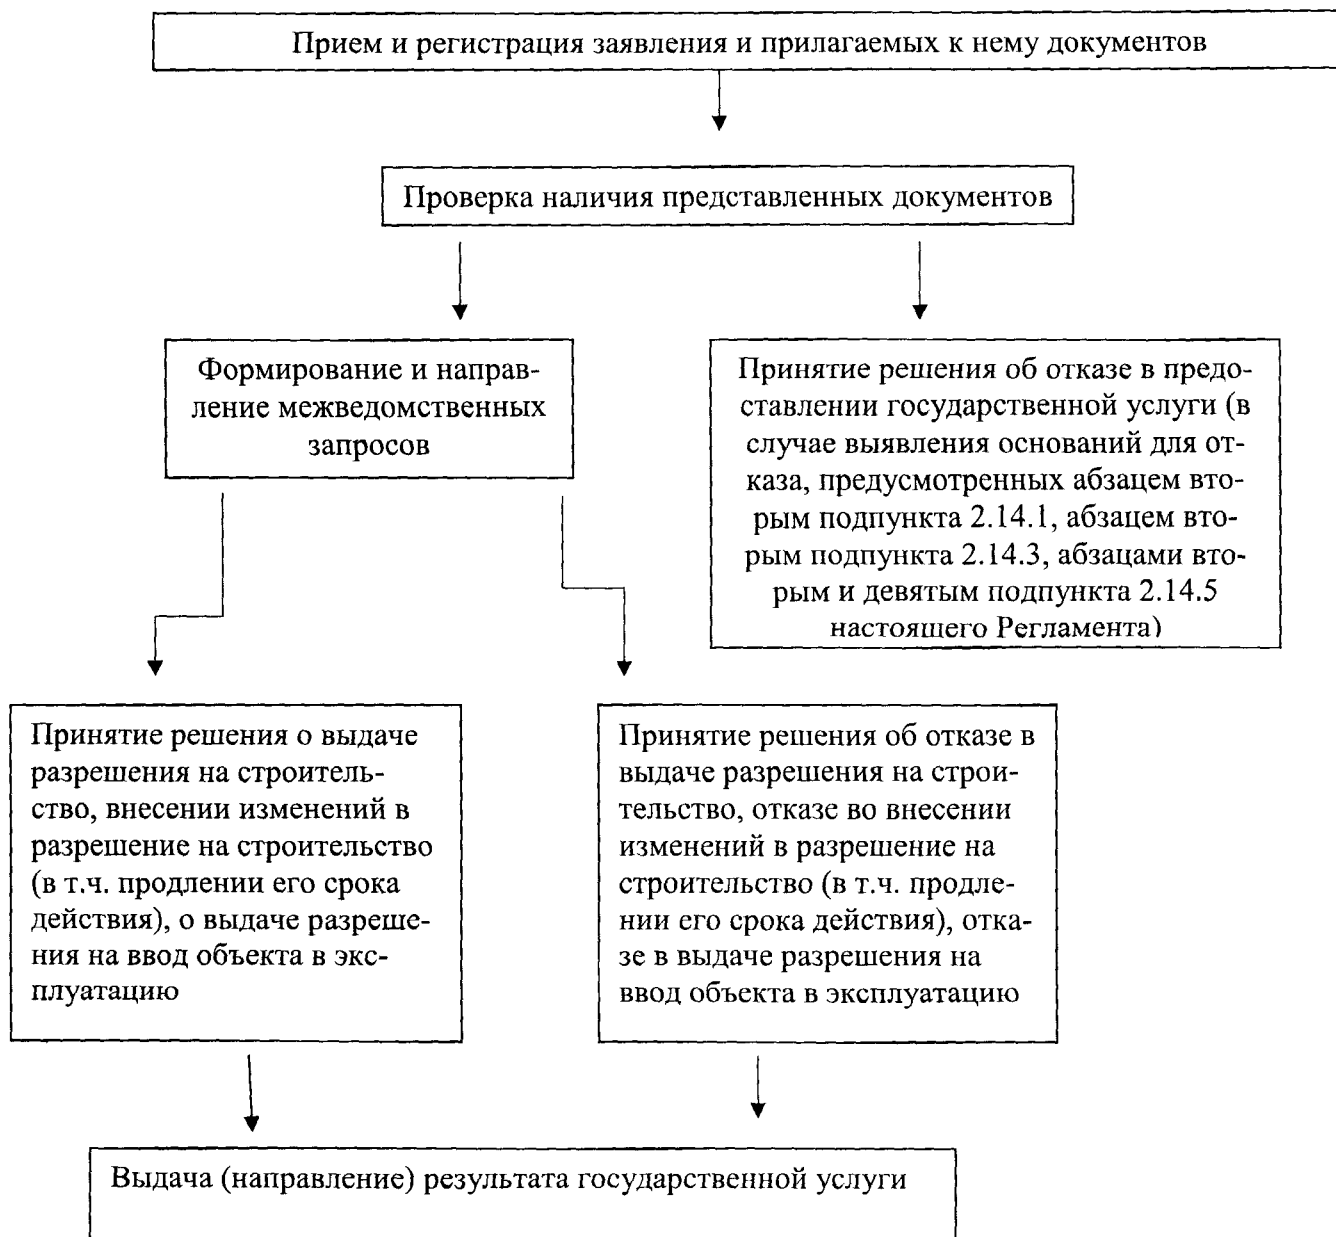 Прием и регистрация заявления и прилагаемых к нему документов
Проверка наличия представленных документов
Формирование и направ-
ление межведомственных
запросов
Принятие решения об отказе в предо-
ставлении государственной услуги (в
случае выявления оснований для от-
каза, предусмотренных абзацем вто-
рым подпункта 2.14.1, абзацем вто-
рым подпункта 2.14.3, абзацами вто-
рым и девятым подпункта 2.14.5
настоящего Регламента)
Принятие решения о выдаче
разрешения на строитель-
ство, внесении изменений в
разрешение на строительство
(в т.ч. продлении его срока
действия), о выдаче разреше-
ния на ввод объекта в экс-
плуатацию
Принятие решения об отказе в
выдаче разрешения на строи-
тельство, отказе во внесении
изменений в разрешение на
строительство (в т.ч. продле-
нии его срока действия), отка-
зе в выдаче разрешения на
ввод объекта в эксплуатацию
Выдача (направление) результата государственной услуги